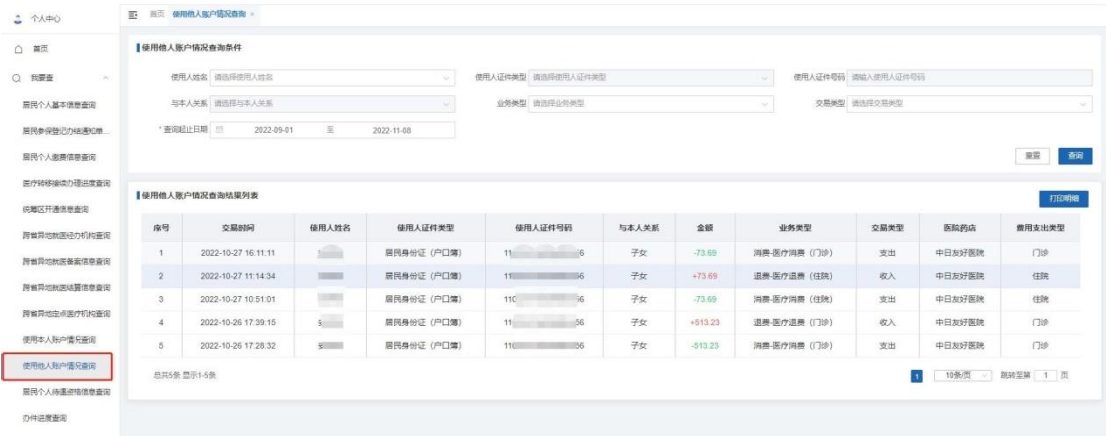 个人中心
首页 使用他人账户情况查询 ×
首页
我要查
居民个人基本信息查询
居民参保登记办结通知单...
居民个人缴费信息查询
医疗转移接续办理进度查询
统筹区开通信息查询
跨省异地就医经办机构查询
跨省异地就医备案信息查询
跨省异地就医结算信息查询
跨省异地定点医疗机构查询
使用本人账户情况查询
使用他人账户情况查询
居民个人待遇资格信息查询
办件进度查询
使用他人账户情况查询条件
使用人姓名 请选择使用人姓名 使用人证件类型 请选择使用人证件类型 使用人证件号码 请输入使用人证件号码
与本人关系 请选择与本人关系 业务类型 请选择业务类型 交易类型 请选择交易类型
* 查询起止日期 2022-09-01 至 2022-11-08
重置 查询
使用他人账户情况查询结果列表 打印明细
序号 交易时间 使用人姓名 使用人证件类型 使用人证件号码 与本人关系 金额 业务类型 交易类型 医院药店 费用支出类型
1 2022-10-27 16:11:11 居民身份证（户口簿） 11 6 子女 -73.69 消费-医疗消费（门诊） 支出 中日友好医院 门诊
2 2022-10-27 11:14:34 居民身份证（户口簿） 11 56 子女 +73.69 退费-医疗退费（住院） 收入 中日友好医院 住院
3 2022-10-27 10:51:01 居民身份证（户口簿） 110 56 子女 -73.69 消费-医疗消费（住院） 支出 中日友好医院 住院
4 2022-10-26 17:39:15 居民身份证（户口簿） 11 56 子女 +513.23 退费-医疗退费（门诊） 收入 中日友好医院 门诊
5 2022-10-26 17:28:32 居民身份证（户口簿） 110 56 子女 -513.23 消费-医疗消费（门诊） 支出 中日友好医院 门诊
总共5条 显示1-5条 1 10条/页 跳转至第 1 页